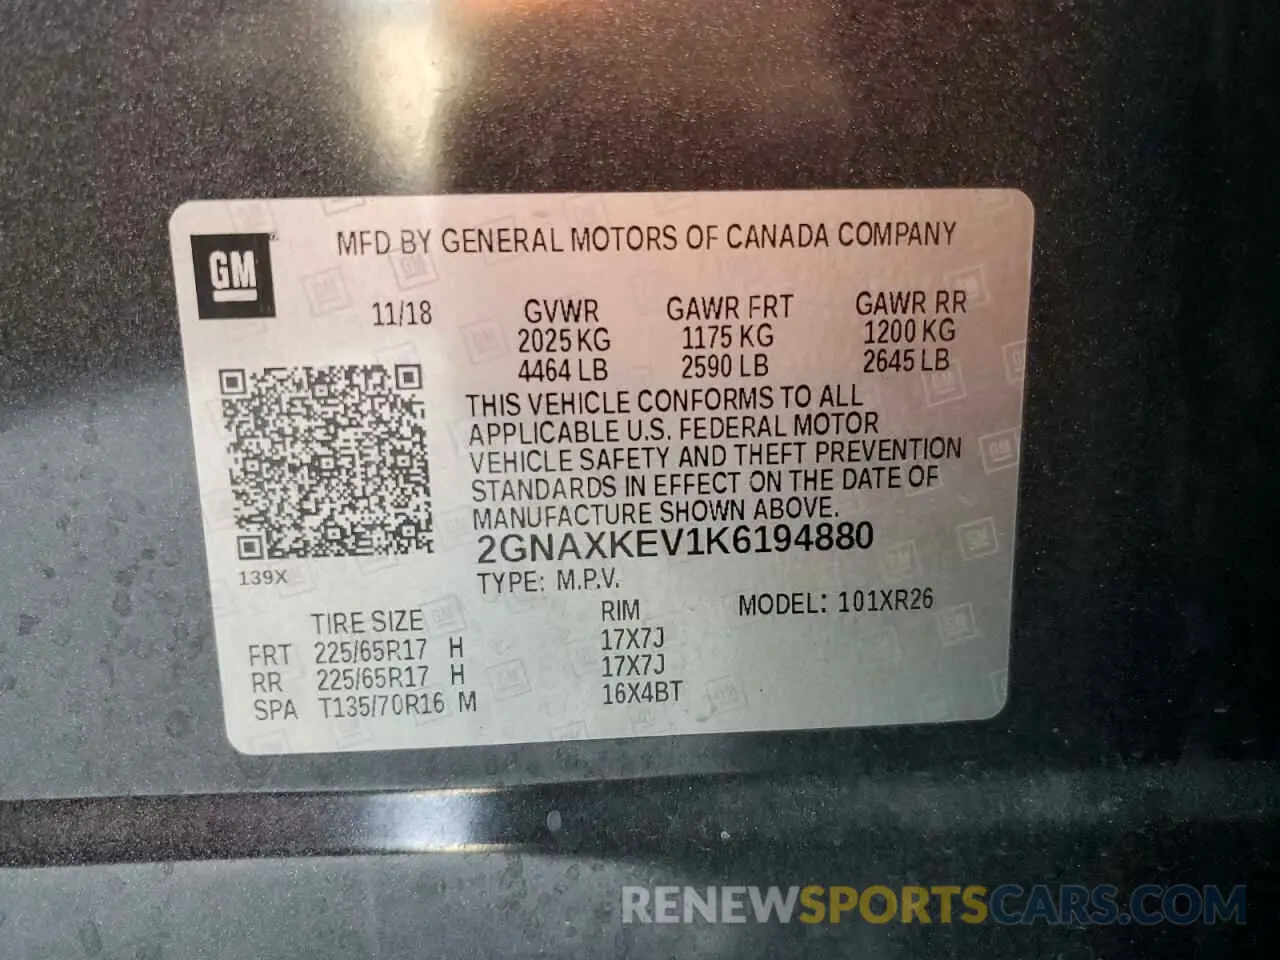 GM
MFD BY GENERAL MOTORS OF CANADA COMPANY
11/18
GVWR GAWR FRT GAWR RR
2025 KG 1175 KG 1200 KG
4464 LB 2590 LB 2645 LB
THIS VEHICLE CONFORMS TO ALL
APPLICABLE U.S. FEDERAL MOTOR
VEHICLE SAFETY AND THEFT PREVENTION
STANDARDS IN EFFECT ON THE DATE OF
MANUFACTURE SHOWN ABOVE.
2GNAXKEV1K6194880
139X
TYPE: M.P.V.
TIRE SIZE RIM MODEL: 101XR26
FRT 225/65R17 H 17X7J
RR 225/65R17 H 17X7J
SPA T135/70R16 M 16X4BT
RENEWSPORTSCARS.COM